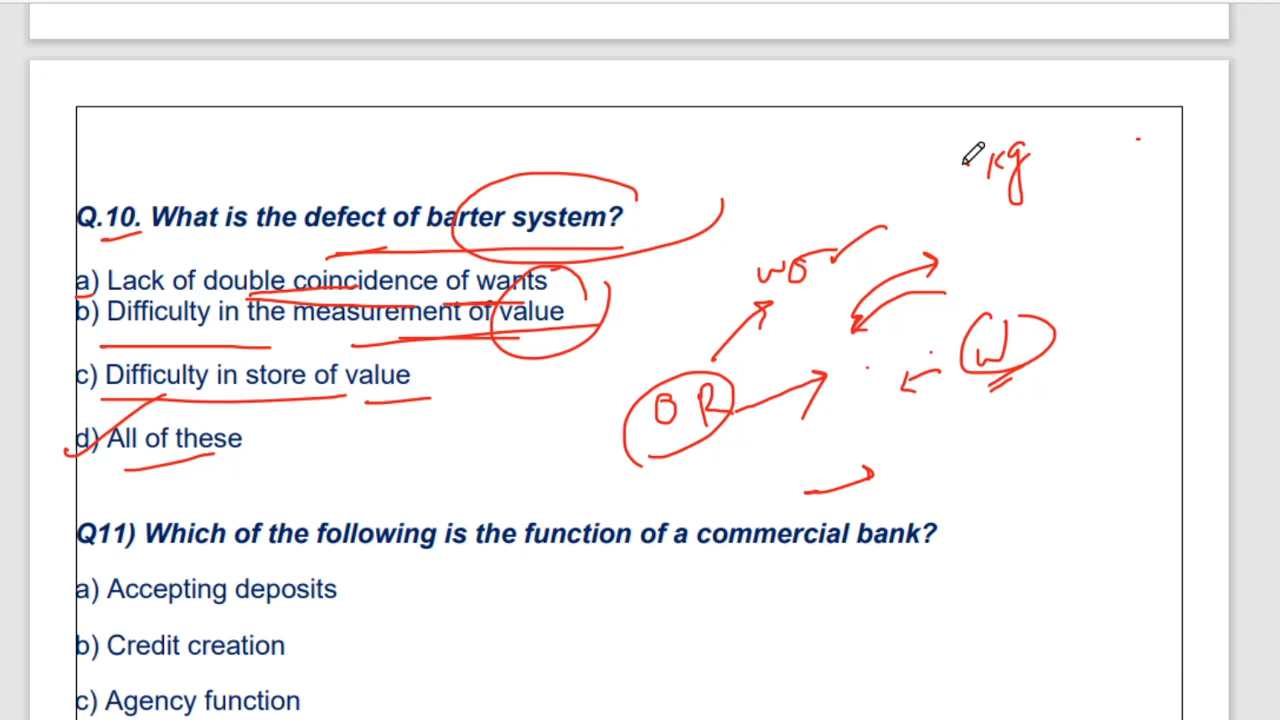 kg
Q.10. What is the defect of barter system?
a) Lack of double coincidence of wants
b) Difficulty in the measurement of value
c) Difficulty in store of value
W
d) All of these
Q11) Which of the following is the function of a commercial bank?
a) Accepting deposits
b) Credit creation
c) Agency function